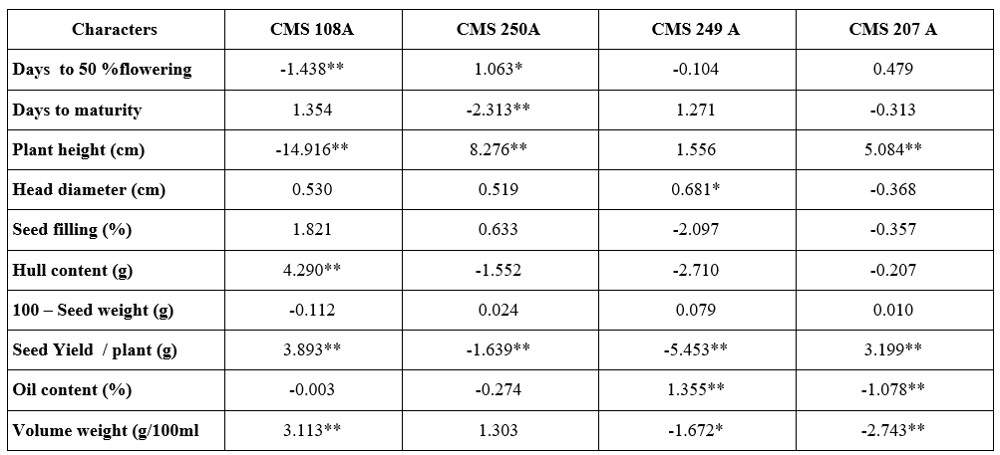 Characters CMS 108A CMS 250A CMS 249 A CMS 207 A
Days to 50 %flowering -1.438** 1.063* -0.104 0.479
Days to maturity 1.354 -2.313** 1.271 -0.313
Plant height (cm) -14.916** 8.276** 1.556 5.084**
Head diameter (cm) 0.530 0.519 0.681* -0.368
Seed filling (%) 1.821 0.633 -2.097 -0.357
Hull content (g) 4.290** -1.552 -2.710 -0.207
100 – Seed weight (g) -0.112 0.024 0.079 0.010
Seed Yield / plant (g) 3.893** -1.639** -5.453** 3.199**
Oil content (%) -0.003 -0.274 1.355** -1.078**
Volume weight (g/100ml 3.113** 1.303 -1.672* -2.743**